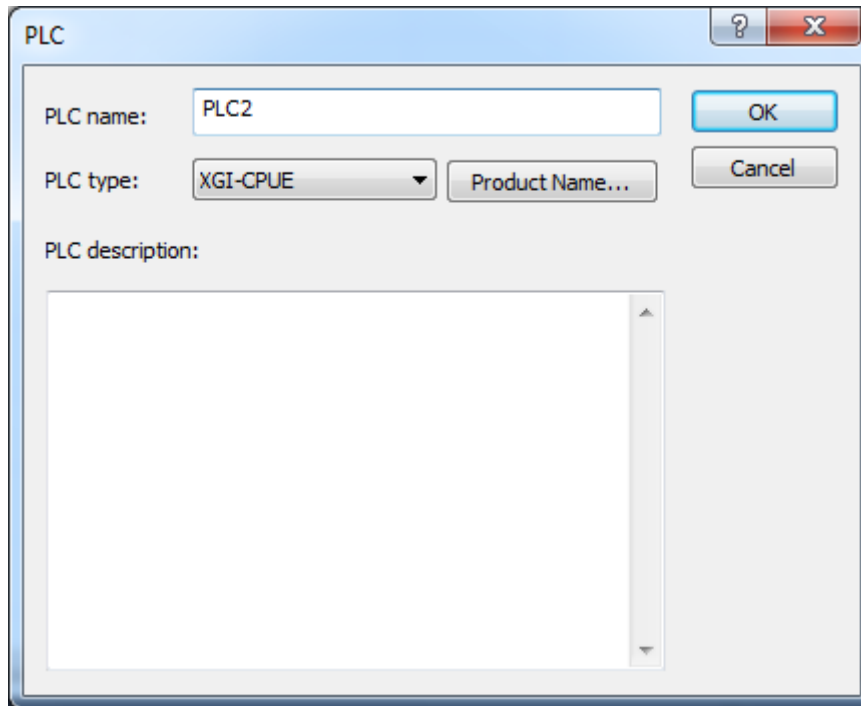 PLC
PLC name: PLC2 OK
PLC type: XGI-CPUE Product Name... Cancel
PLC description: